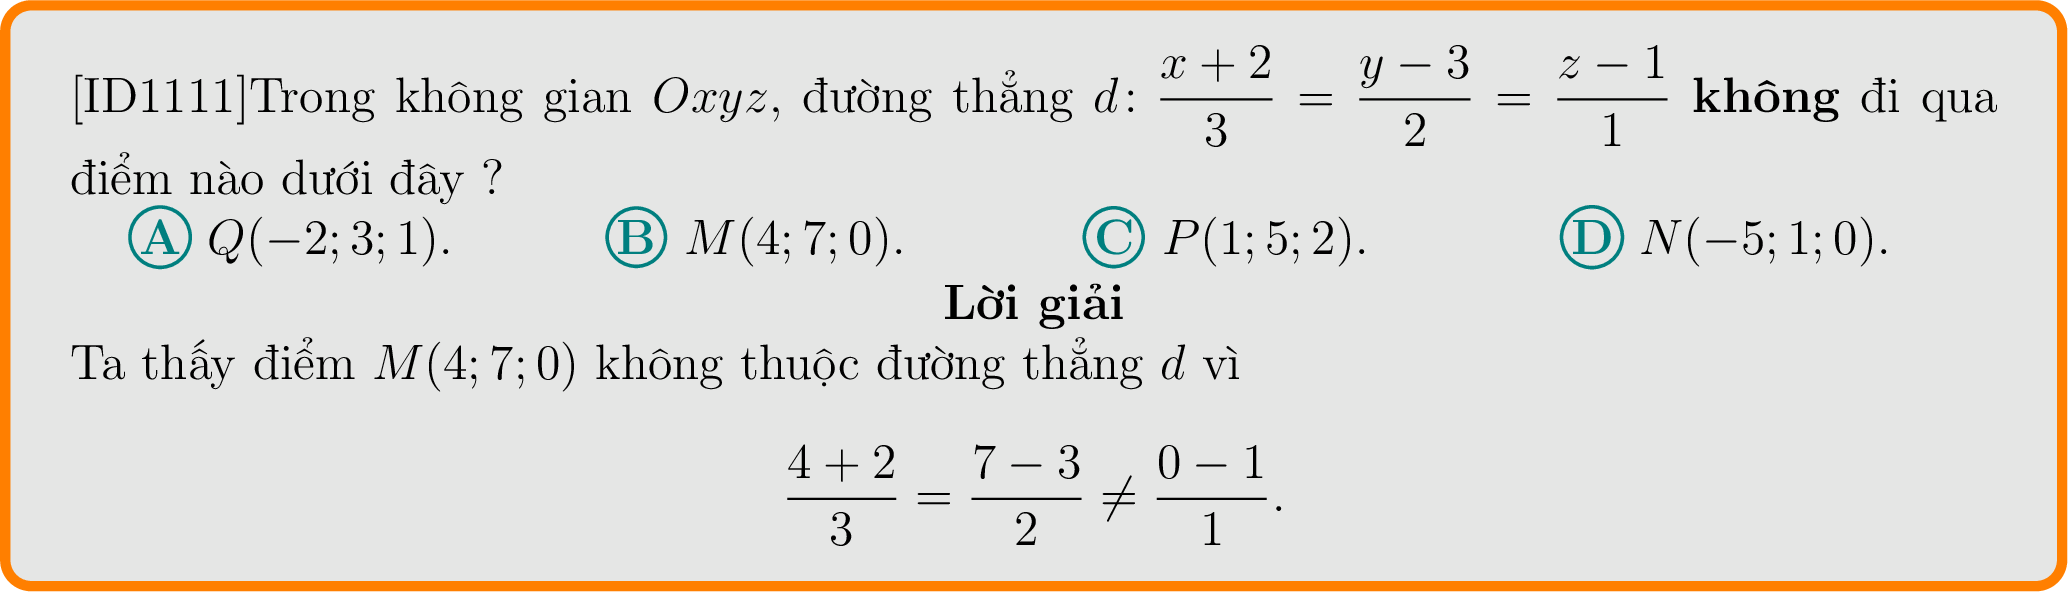 [ID1111]Trong không gian Oxyz, đường thẳng d: \frac{x+2}{3} = \frac{y-3}{2} = \frac{z-1}{1} không đi qua
điểm nào dưới đây ?
A Q(−2; 3; 1). B M(4; 7; 0). C P(1; 5; 2). D N(−5; 1; 0).
Lời giải
Ta thấy điểm M(4; 7; 0) không thuộc đường thẳng d vì
\frac{4+2}{3} = \frac{7-3}{2} ≠ \frac{0-1}{1}.